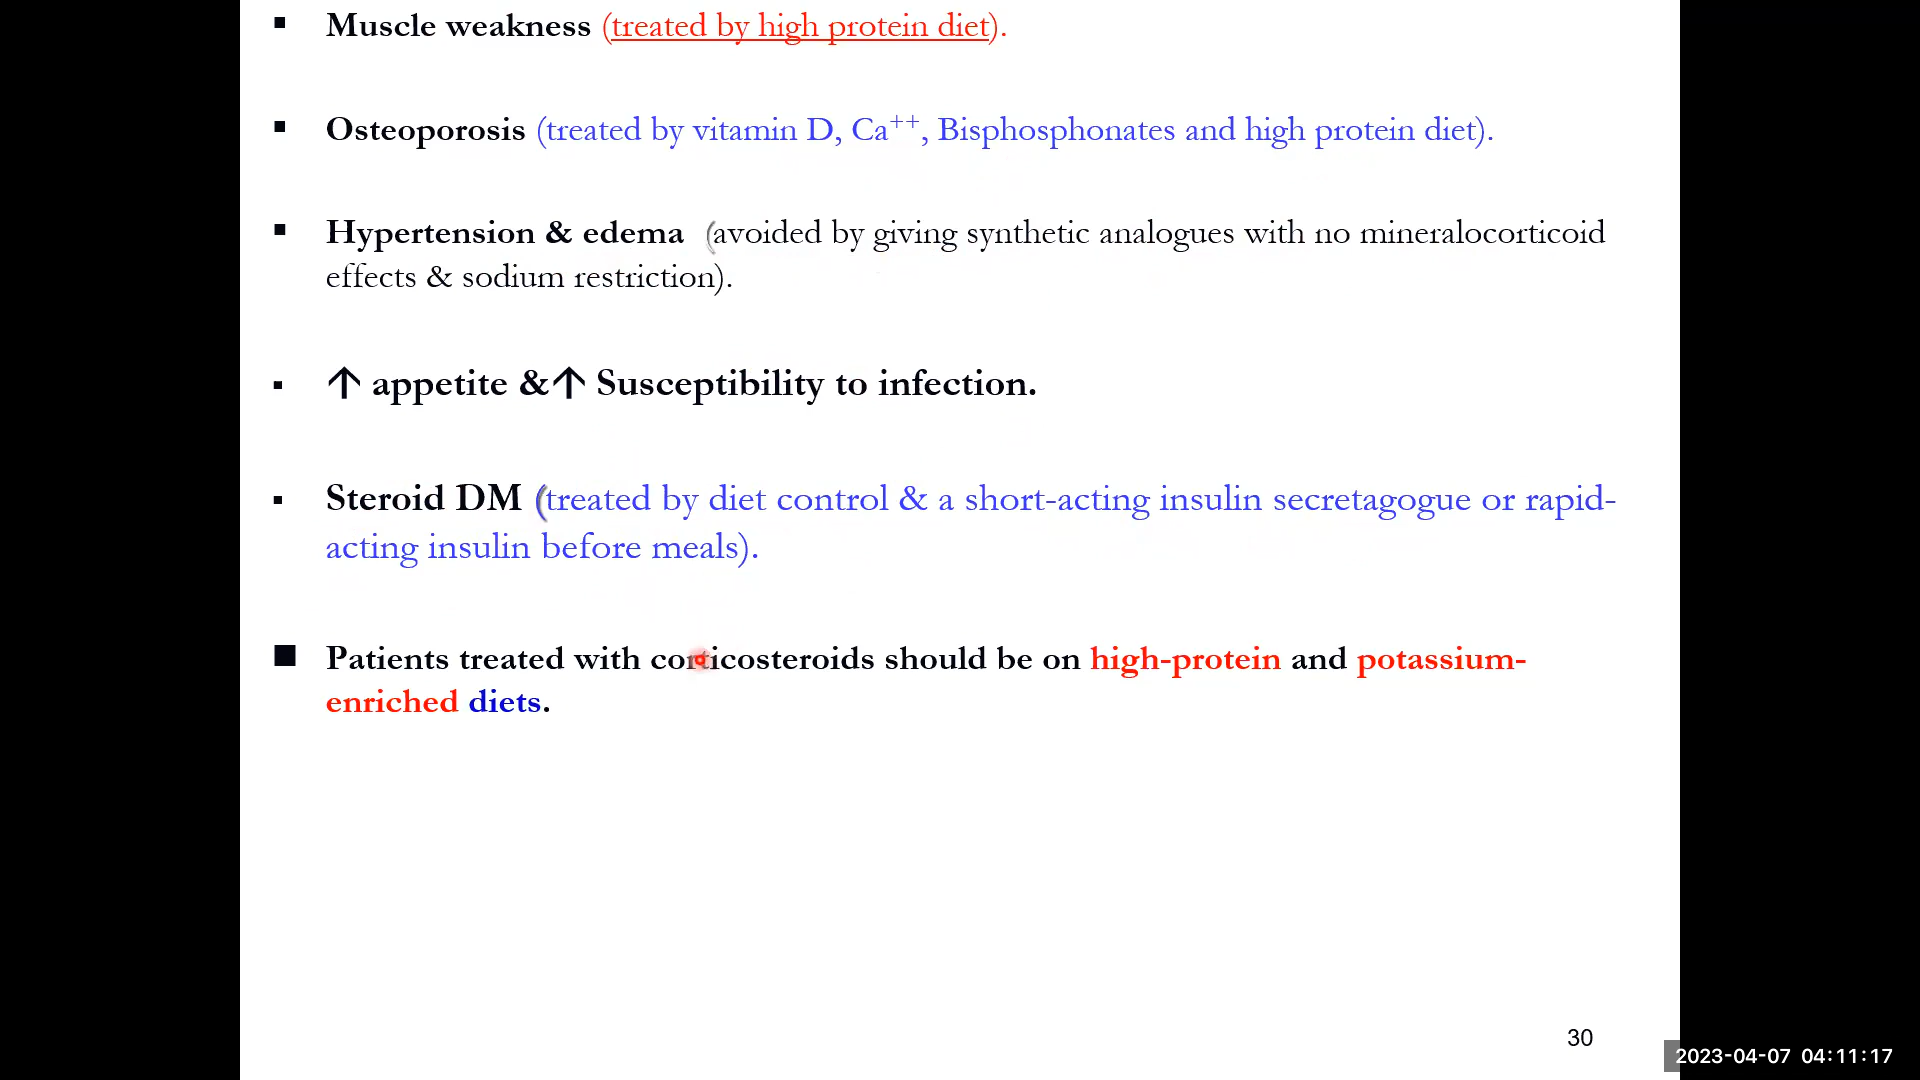 ▪ Muscle weakness (treated by high protein diet).
▪ Osteoporosis (treated by vitamin D, Ca⁺⁺, Bisphosphonates and high protein diet).
▪ Hypertension & edema (avoided by giving synthetic analogues with no mineralocorticoid
effects & sodium restriction).
▪ ↑ appetite &↑ Susceptibility to infection.
▪ Steroid DM (treated by diet control & a short-acting insulin secretagogue or rapid-
acting insulin before meals).
■ Patients treated with corticosteroids should be on high-protein and potassium-
enriched diets.
30
2023-04-07 04:11:17